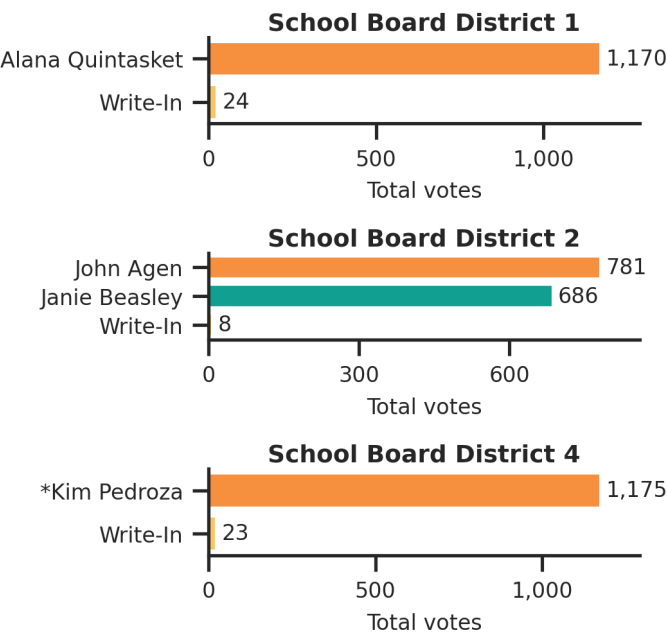 School Board District 1
Alana Quintasket 1,170
Write-In 24
0 500 1,000
Total votes
School Board District 2
John Agen 781
Janie Beasley 686
Write-In 8
0 300 600
Total votes
School Board District 4
*Kim Pedroza 1,175
Write-In 23
0 500 1,000
Total votes